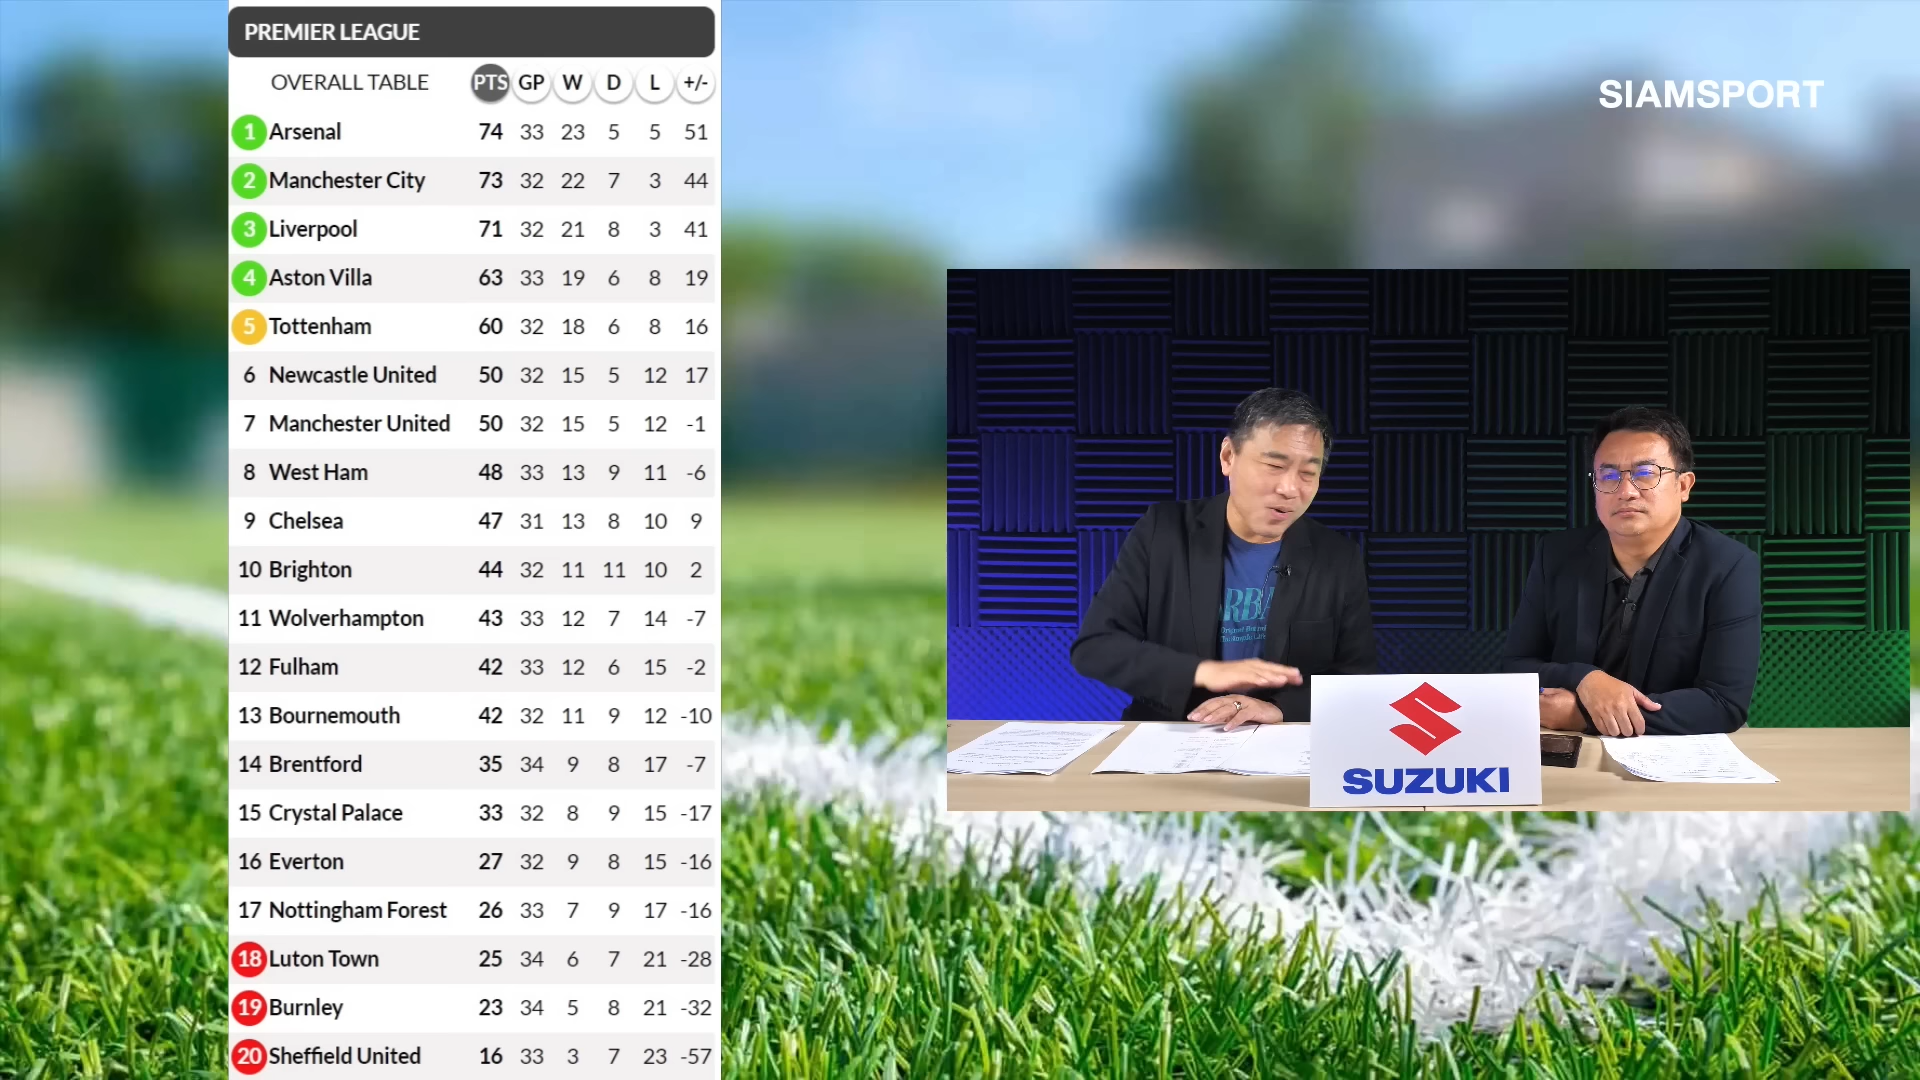 PREMIER LEAGUE
OVERALL TABLE PTS GP W D L +/-
1 Arsenal 74 33 23 5 5 51
2 Manchester City 73 32 22 7 3 44
3 Liverpool 71 32 21 8 3 41
4 Aston Villa 63 33 19 6 8 19
5 Tottenham 60 32 18 6 8 16
6 Newcastle United 50 32 15 5 12 17
7 Manchester United 50 32 15 5 12 -1
8 West Ham 48 33 13 9 11 -6
9 Chelsea 47 31 13 8 10 9
10 Brighton 44 32 11 11 10 2
11 Wolverhampton 43 33 12 7 14 -7
12 Fulham 42 33 12 6 15 -2
13 Bournemouth 42 32 11 9 12 -10
14 Brentford 35 34 9 8 17 -7
15 Crystal Palace 33 32 8 9 15 -17
16 Everton 27 32 9 8 15 -16
17 Nottingham Forest 26 33 7 9 17 -16
18 Luton Town 25 34 6 7 21 -28
19 Burnley 23 34 5 8 21 -32
20 Sheffield United 16 33 3 7 23 -57
SIAMSPORT
SUZUKI